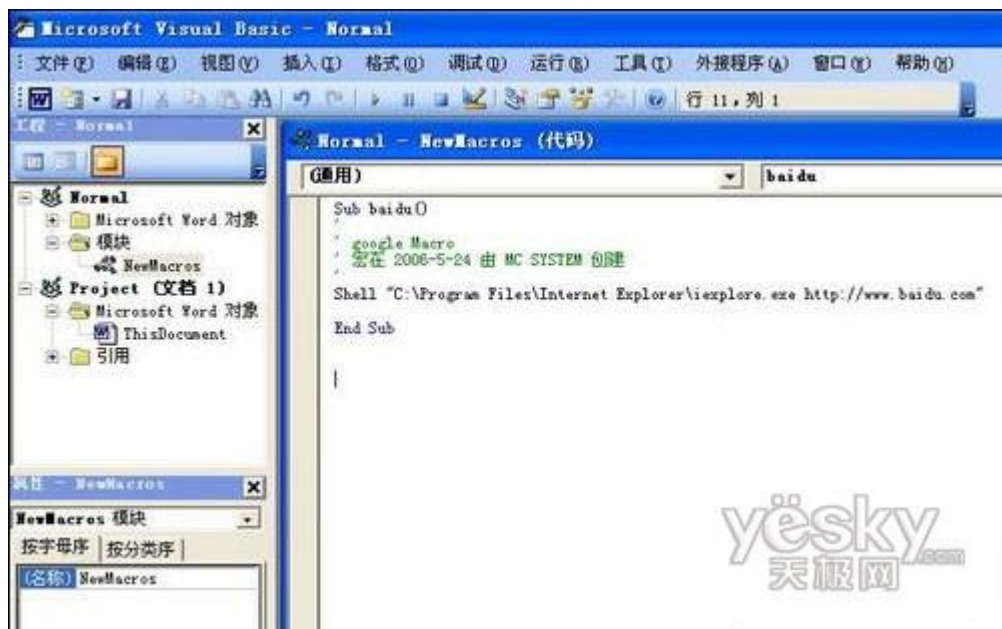 Microsoft Visual Basic - Normal
文件(F) 编辑(E) 视图(V) 插入(I) 格式(O) 调试(D) 运行(R) 工具(T) 外接程序(A) 窗口(W) 帮助(H)
行 11，列 1
工程 - Normal
Normal
Microsoft Word 对象
模块
NewMacros
Project (文档 1)
Microsoft Word 对象
ThisDocument
引用
属性 - NewMacros
NewMacros 模块
按字母序 按分类序
(名称) NewMacros
Normal - NewMacros (代码)
(通用) baidu
Sub baidu()
'
' google Macro
' 宏在 2006-5-24 由 MC SYSTEM 创建
'
Shell "C:\Program Files\Internet Explorer\iexplore.exe http://www.baidu.com"
End Sub
yesky.com
天极网